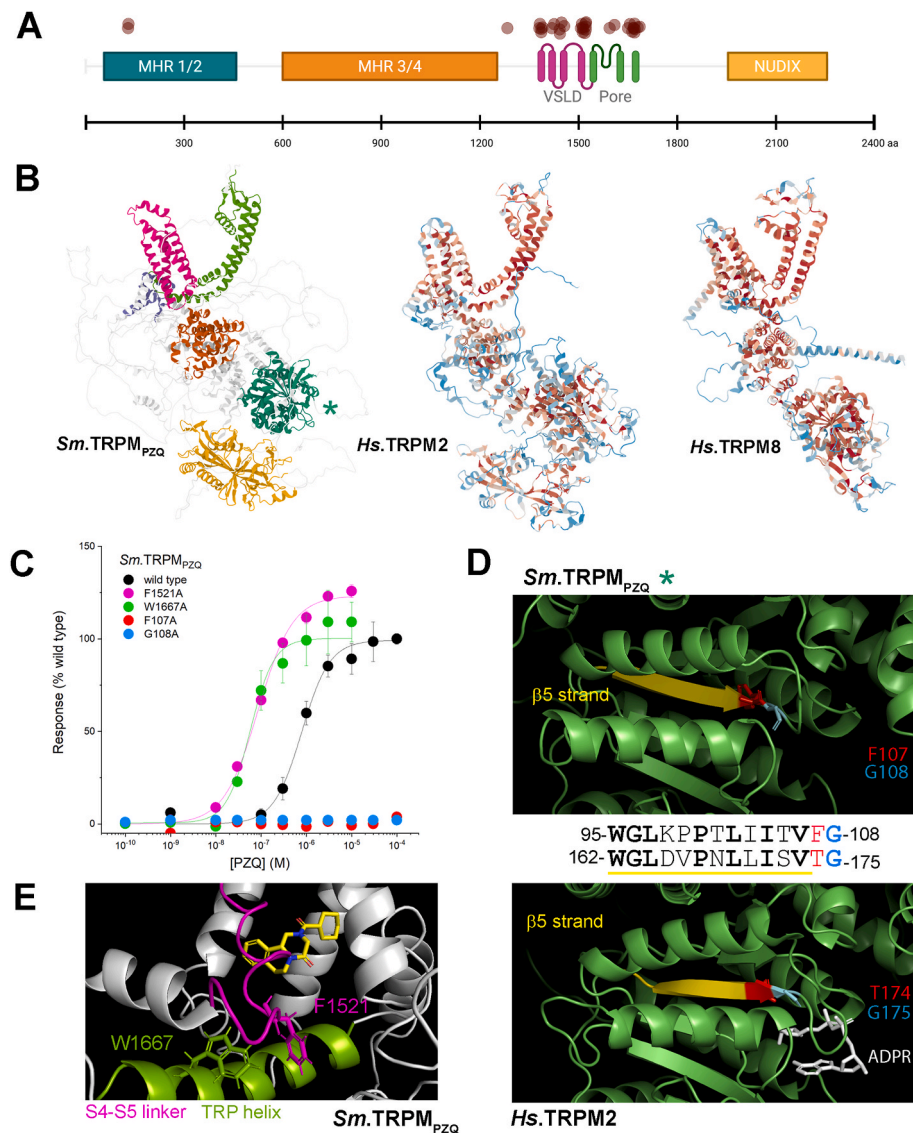 A
MHR 1/2
MHR 3/4
VSLD
Pore
NUDIX
300
600
900
1200
1500
1800
2100
2400 aa
B
Sm.TRPMPZQ
*
Hs.TRPM2
Hs.TRPM8
C
Sm.TRPMPZQ
wild type
F1521A
W1667A
F107A
G108A
150
100
50
0
Response (% wild type)
10-10
10-9
10-8
10-7
10-6
10-5
10-4
[PZQ] (M)
D
Sm.TRPMPZQ *
β5 strand
F107
G108
95-WGLKPPTLIITVFG-108
162-WGLDVPNLLISVTG-175
β5 strand
T174
G175
ADPR
Hs.TRPM2
E
F1521
W1667
S4-S5 linker TRP helix
Sm.TRPMPZQ